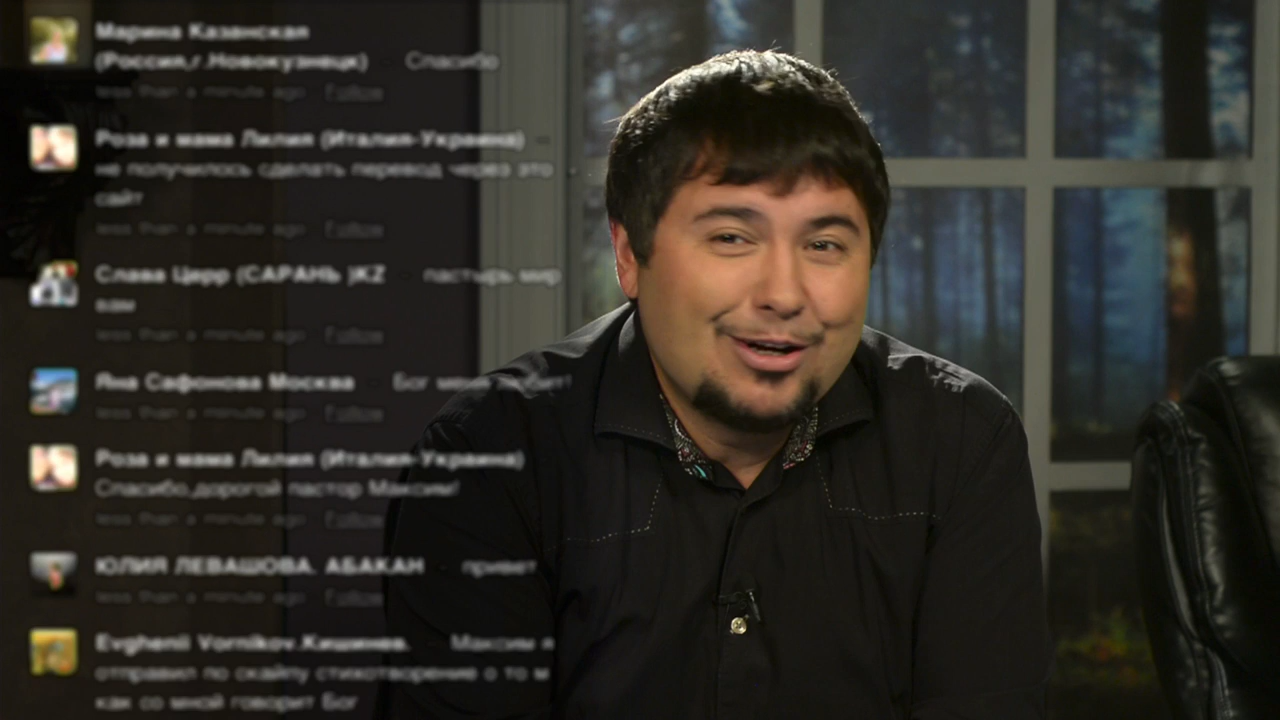 Марина Казанская
(Россия,г.Новокузнецк) Спасибо
less than a minute ago · Follow
Роза и мама Лилия (Италия-Украина) –
не получилось сделать перевод через это
сайт
less than a minute ago · Follow
Слава Церр (САРАНЬ )KZ пастырь мир
вам
less than a minute ago · Follow
Яна Сафонова Москва Бог меня любит!
less than a minute ago · Follow
Роза и мама Лилия (Италия-Украина)
Спасибо,дорогой пастор Максим!
less than a minute ago · Follow
ЮЛИЯ ЛЕВАШОВА. АБАКАН привет
less than a minute ago · Follow
Evghenii Vornikov.Кишинев. Максим я
отправил по скайпу стихотворение о то м
как со мной говорит Бог